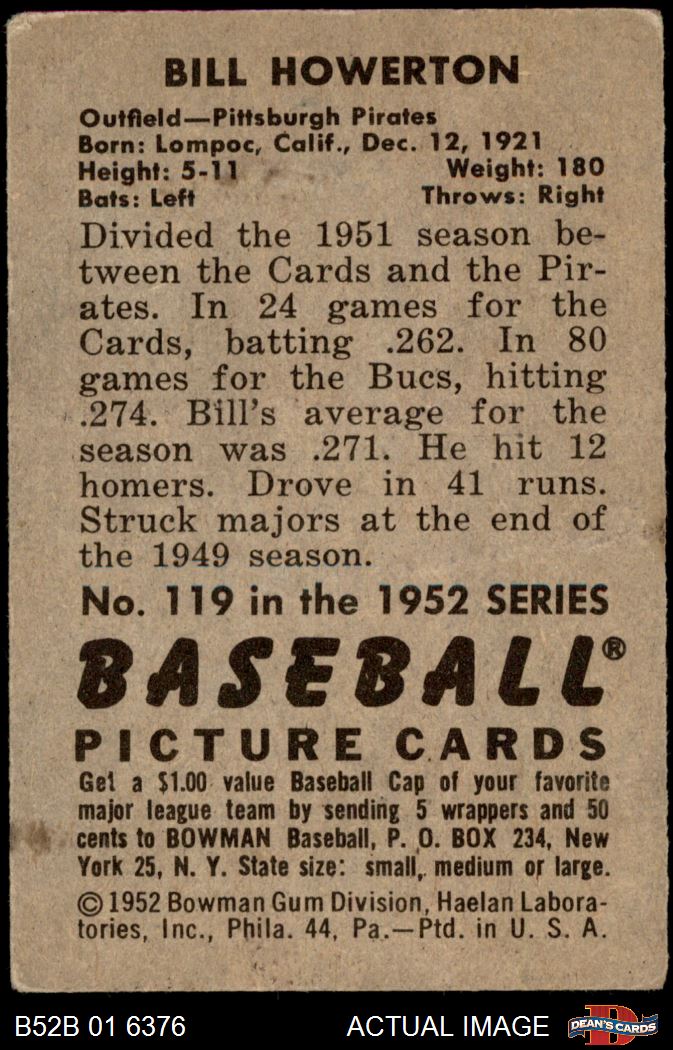 BILL HOWERTON
Outfield—Pittsburgh Pirates
Born: Lompoc, Calif., Dec. 12, 1921
Height: 5-11 Weight: 180
Bats: Left Throws: Right
Divided the 1951 season be-
tween the Cards and the Pir-
ates. In 24 games for the
Cards, batting .262. In 80
games for the Bucs, hitting
.274. Bill's average for the
season was .271. He hit 12
homers. Drove in 41 runs.
Struck majors at the end of
the 1949 season.
No. 119 in the 1952 SERIES
BASEBALL®
PICTURE CARDS
Get a $1.00 value Baseball Cap of your favorite
major league team by sending 5 wrappers and 50
cents to BOWMAN Baseball, P. O. BOX 234, New
York 25, N. Y. State size: small, medium or large.
©1952 Bowman Gum Division, Haelan Labora-
tories, Inc., Phila. 44, Pa.—Ptd. in U. S. A.
B52B 01 6376 ACTUAL IMAGE D DEAN'S CARDS